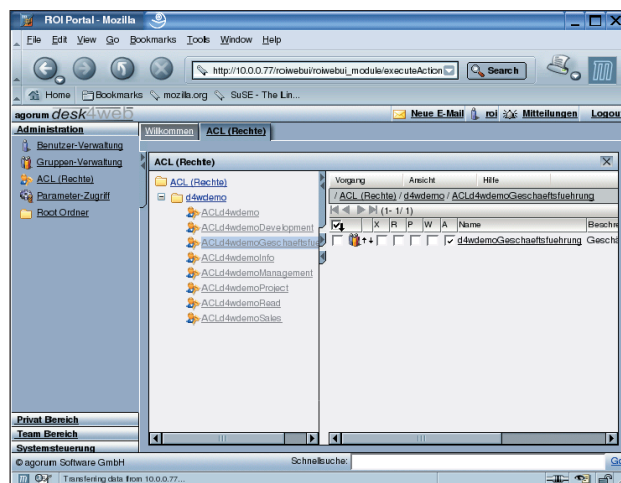 ROI Portal - Mozilla
File Edit View Go Bookmarks Tools Window Help
http://10.0.0.77/roiwebui/roiwebui_module/executeAction
Search
Home Bookmarks mozilla.org SuSE - The Lin...
agorum desk4web
Neue E-Mail roi Mitteilungen Logou
Administration
Willkommen ACL (Rechte)
Benutzer-Verwaltung
Gruppen-Verwaltung
ACL (Rechte)
Parameter-Zugriff
Root Ordner
ACL (Rechte)
ACL (Rechte)
d4wdemo
ACLd4wdemo
ACLd4wdemoDevelopment
ACLd4wdemoGeschaeftsfue
ACLd4wdemoInfo
ACLd4wdemoManagement
ACLd4wdemoProject
ACLd4wdemoRead
ACLd4wdemoSales
Vorgang Ansicht Hilfe
/ ACL (Rechte) / d4wdemo / ACLd4wdemoGeschaeftsfuehrung
(1- 1/ 1)
X R P W A Name Beschre
d4wdemoGeschaeftsfuehrung Geschä
Privat Bereich
Team Bereich
Systemsteuerung
© agorum Software GmbH
Schnellsuche:
Go
Transferring data from 10.0.0.77...